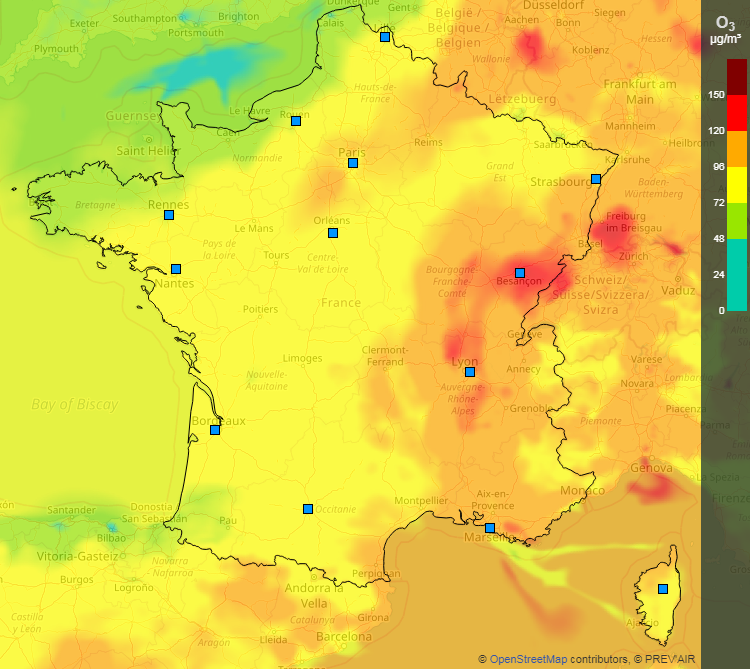 Dunkerque
Gent
Düsseldorf
Exeter
Southampton
Brighton
Calais
België /
Aachen
Siegen
Belgique /
Bonn
Portsmouth
Belgien
Hessen
Plymouth
Wallonie
Koblenz
Hauts-de-
France
Frankfurt am
Main
Letzebuerg
Guernsey
Le Havre
Rouen
Mannheim
Caen
Saint Helier
Reims
Saarbrücken
Heilbronn
Normandie
Paris
Karlsruhe
Grand
Est
Strasbourg
Baden-
Württemberg
Bretagne
Rennes
Orléans
Freiburg
im Breisgau
Le Mans
Pays de
la Loire
Basel
Tours
Centre-
Val de Loire
Zürich
Nantes
Bourgogne
Franche-
Comté
Besançon
Schweiz/
Suisse/Svizzera/
Svizra
Vaduz
France
Poitiers
Genève
Limoges
Clermont-
Ferrand
Lyon
Annecy
Varese
Novara
Lombardia
Nouvelle-
Aquitaine
Auvergne-
Rhône-
Alpes
Bay of Biscay
Grenoble
Piacenza
Bordeaux
Piemonte
Parma
Genova
La Spezia
Montpellier
Aix-en-
Provence
Monaco
Firenze
Santander
Donostia
San Sebastián
Pau
Occitanie
Bilbao
Marseille
Vitoria-Gasteiz
Navarra
Nafarroa
Perpignan
Burgos
Logroño
Andorra la
Vella
Ajaccio
Castilla
y León
Girona
Catalunya
Aragón
Lleida
Barcelona
Tarragona
O₃
µg/m³
150
120
96
72
48
24
0
© OpenStreetMap contributors, © PREV'AIR